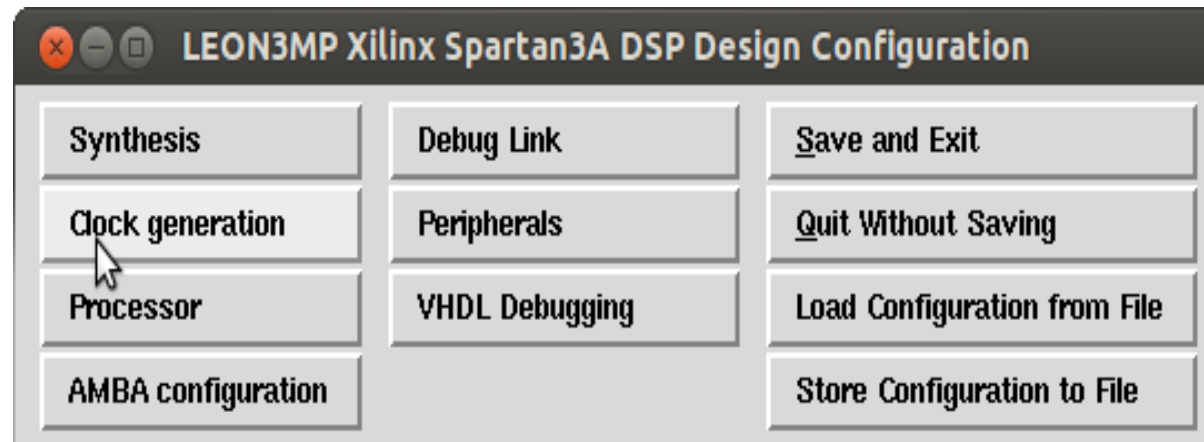 LEON3MP Xilinx Spartan3A DSP Design Configuration
Synthesis
Debug Link
Save and Exit
Clock generation
Peripherals
Quit Without Saving
Processor
VHDL Debugging
Load Configuration from File
AMBA configuration
Store Configuration to File